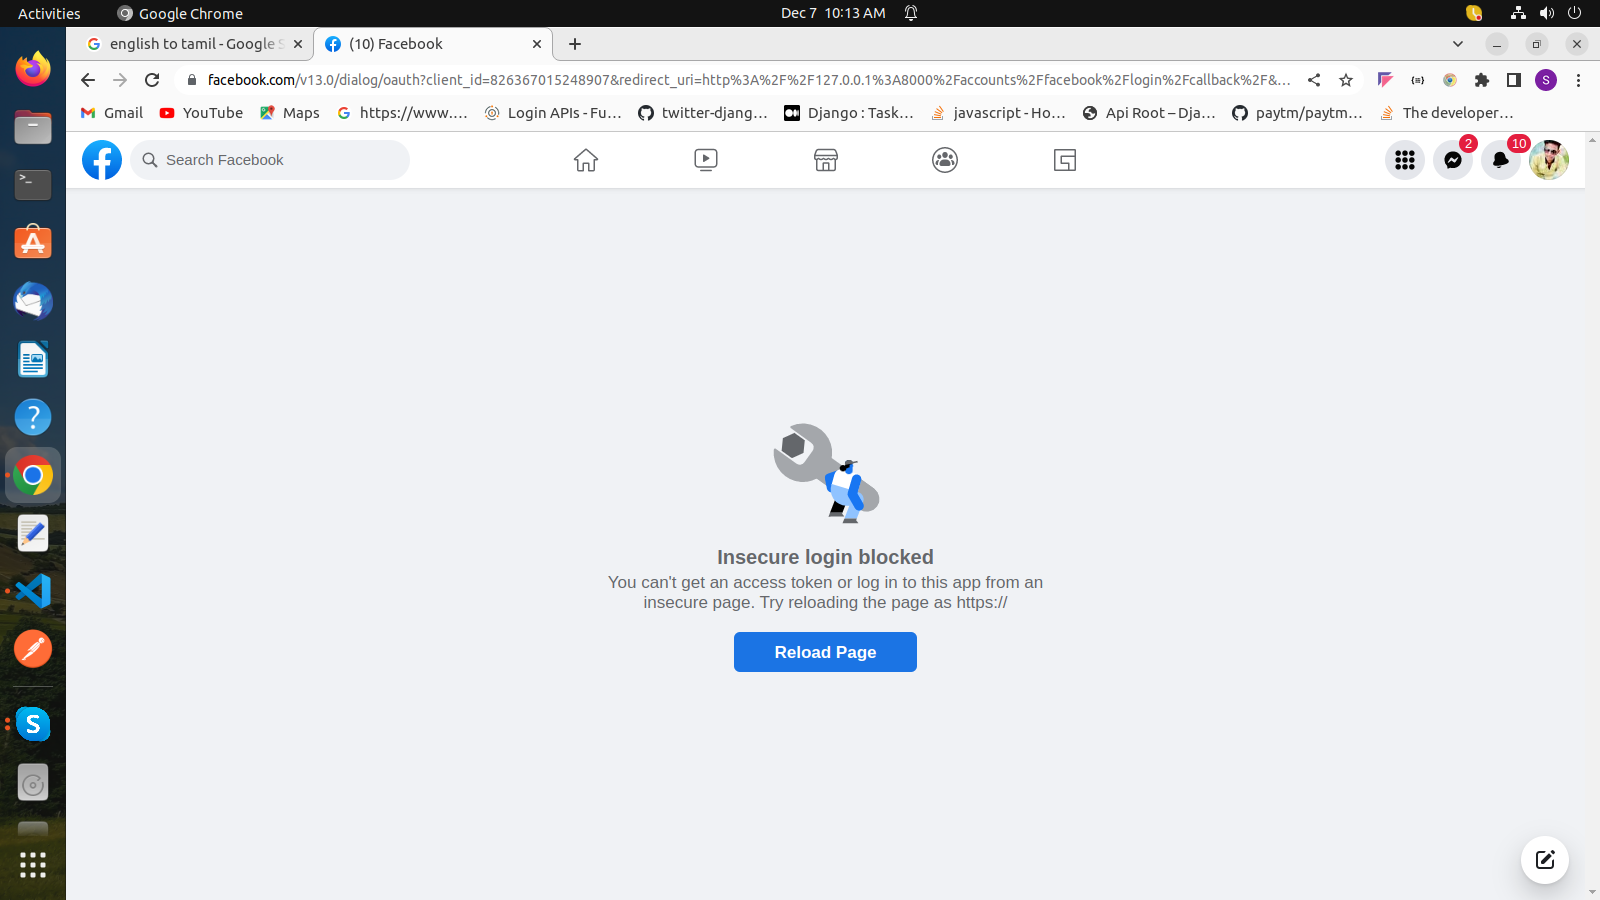 Activities
Google Chrome
Dec 7 10:13 AM
english to tamil - Google S
(10) Facebook
facebook.com/v13.0/dialog/oauth?client_id=826367015248907&redirect_uri=http%3A%2F%2F127.0.0.1%3A8000%2Faccounts%2Ffacebook%2Flogin%2Fcallback%2F&...
S
Gmail
YouTube
Maps
https://www....
Login APIs - Fu...
twitter-djang...
Django : Task...
javascript - Ho...
Api Root – Dja...
paytm/paytm...
The developer...
Search Facebook
2
10
Insecure login blocked
You can't get an access token or log in to this app from an
insecure page. Try reloading the page as https://
Reload Page